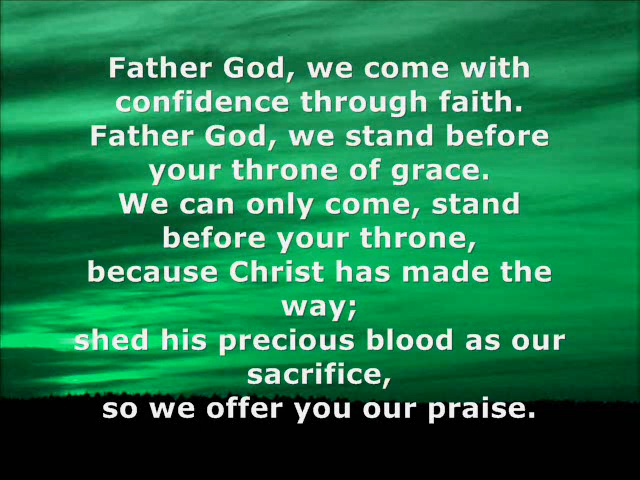 Father God, we come with
confidence through faith.
Father God, we stand before
your throne of grace.
We can only come, stand
before your throne,
because Christ has made the
way;
shed his precious blood as our
sacrifice,
so we offer you our praise.